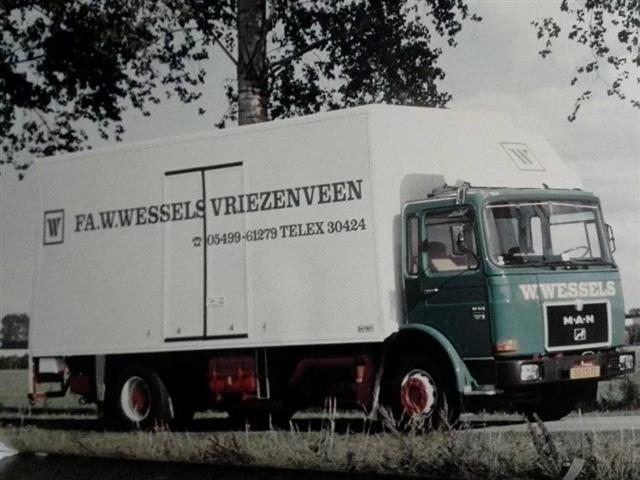 W
W FA.W.WESSELS VRIEZENVEEN
☎ 05499-61279 TELEX 30424
W.WESSELS
M·A·N